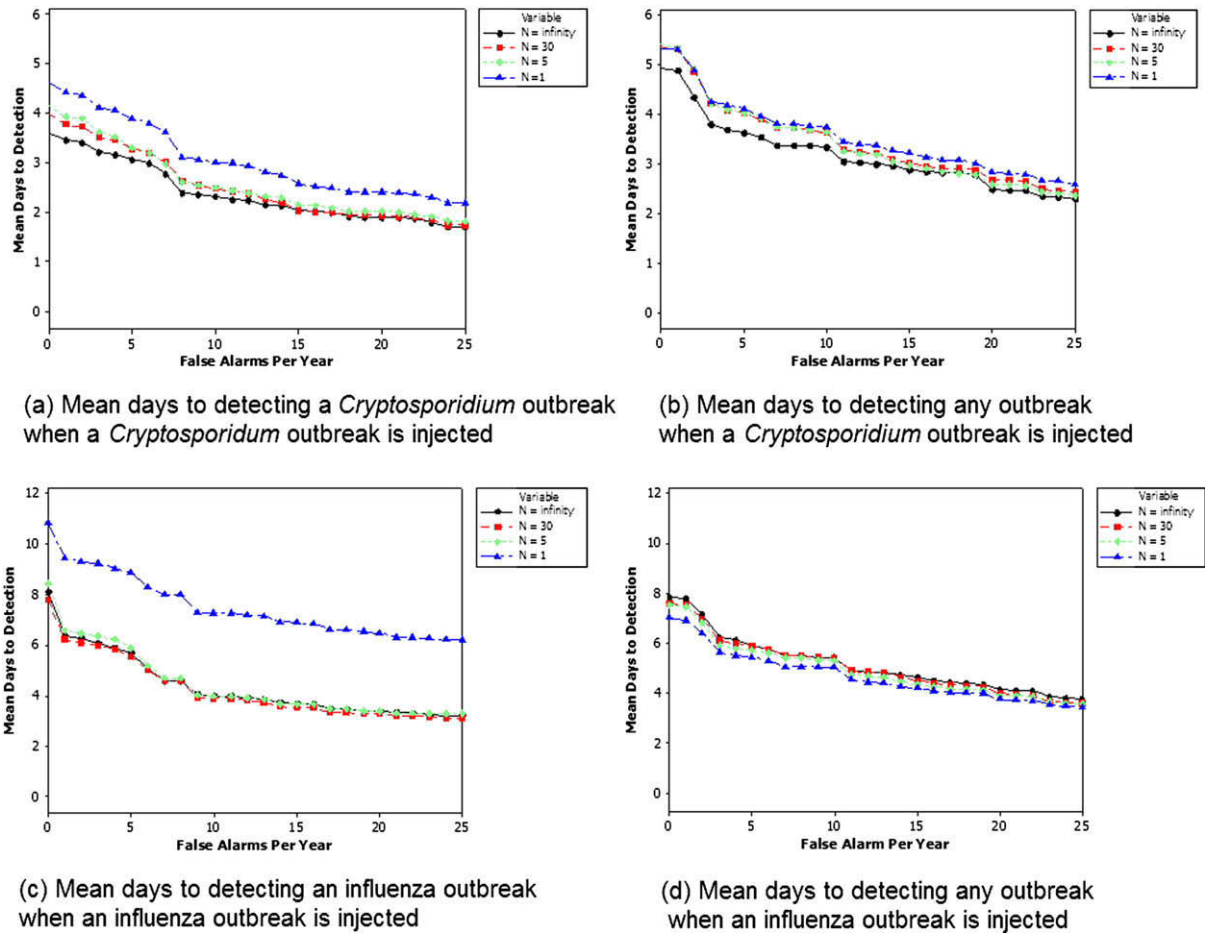 Mean Days to Detection
6
5
4
3
2
1
0
0 5 10 15 20 25
False Alarms Per Year
Variable
N = infinity
N = 30
N = 5
N = 1
(a) Mean days to detecting a Cryptosporidium outbreak
when a Cryptosporidum outbreak is injected
Mean Days to Detection
6
5
4
3
2
1
0
0 5 10 15 20 25
False Alarms Per Year
Variable
N = infinity
N = 30
N = 5
N = 1
(b) Mean days to detecting any outbreak
when a Cryptosporidium outbreak is injected
Mean Days to Detection
12
10
8
6
4
2
0
0 5 10 15 20 25
False Alarms Per Year
Variable
N = infinity
N = 30
N = 5
N = 1
(c) Mean days to detecting an influenza outbreak
when an influenza outbreak is injected
Mean Days to Detection
12
10
8
6
4
2
0
0 5 10 15 20 25
False Alarm Per Year
Variable
N = infinity
N = 30
N = 5
N = 1
(d) Mean days to detecting any outbreak
when an influenza outbreak is injected